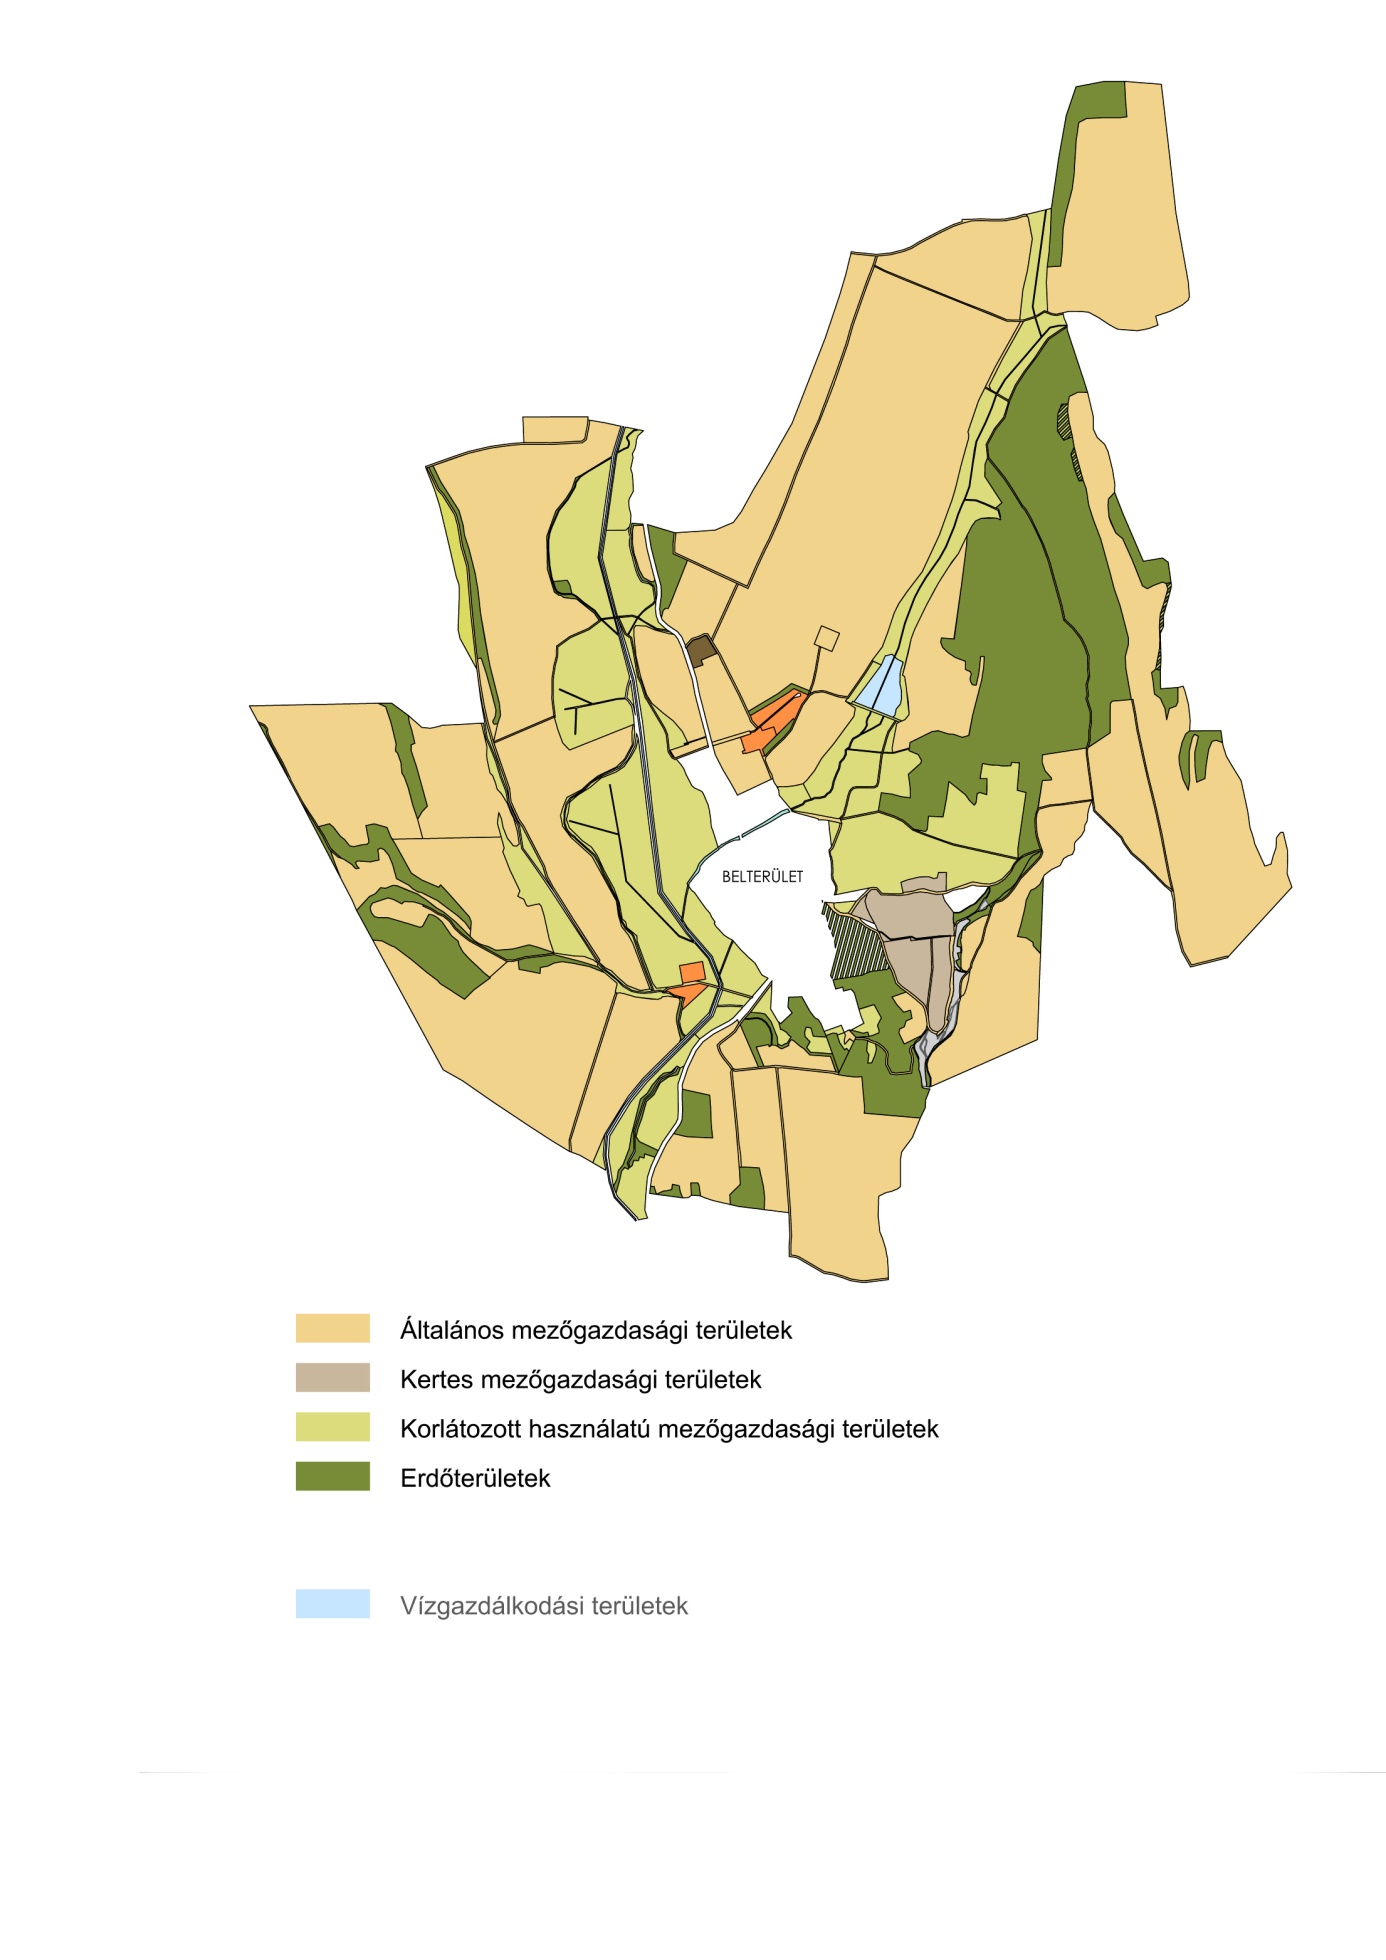 BELTERÜLET
Általános mezőgazdasági területek
Kertes mezőgazdasági területek
Korlátozott használatú mezőgazdasági területek
Erdőterületek
Vízgazdálkodási területek